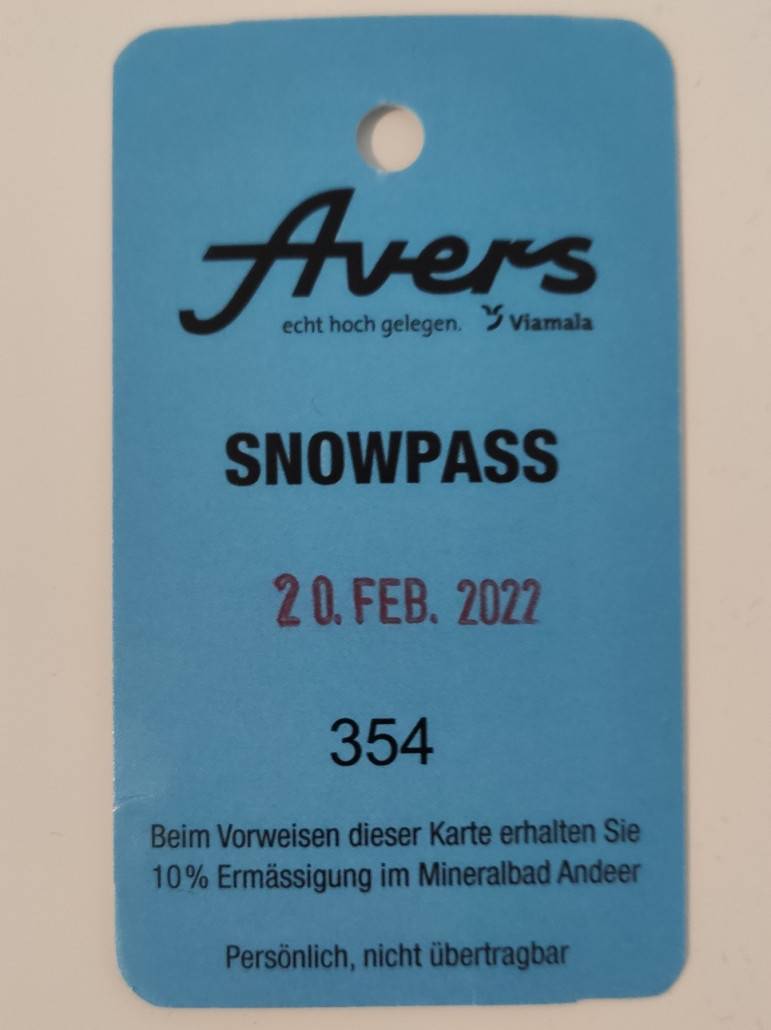 Avers
echt hoch gelegen. Viamala
SNOWPASS
20. FEB. 2022
354
Beim Vorweisen dieser Karte erhalten Sie
10% Ermässigung im Mineralbad Andeer
Persönlich, nicht übertragbar